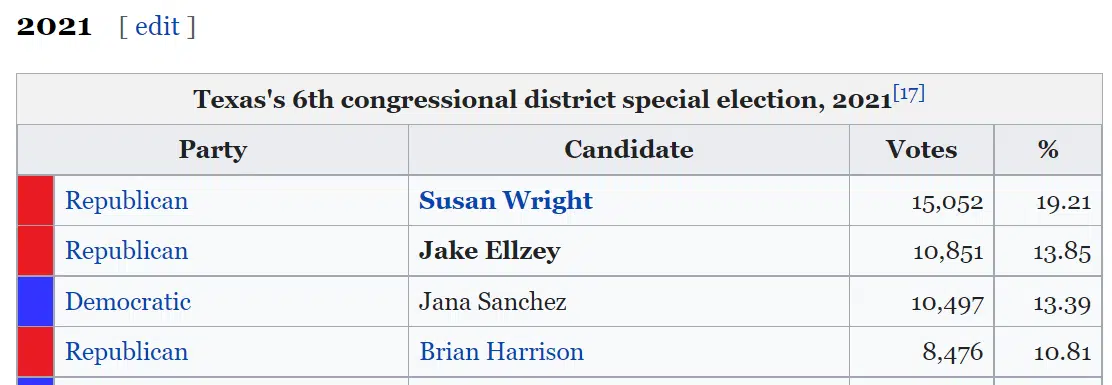 2021 [ edit ]
Texas's 6th congressional district special election, 2021[17]
Party Candidate Votes %
Republican Susan Wright 15,052 19.21
Republican Jake Ellzey 10,851 13.85
Democratic Jana Sanchez 10,497 13.39
Republican Brian Harrison 8,476 10.81